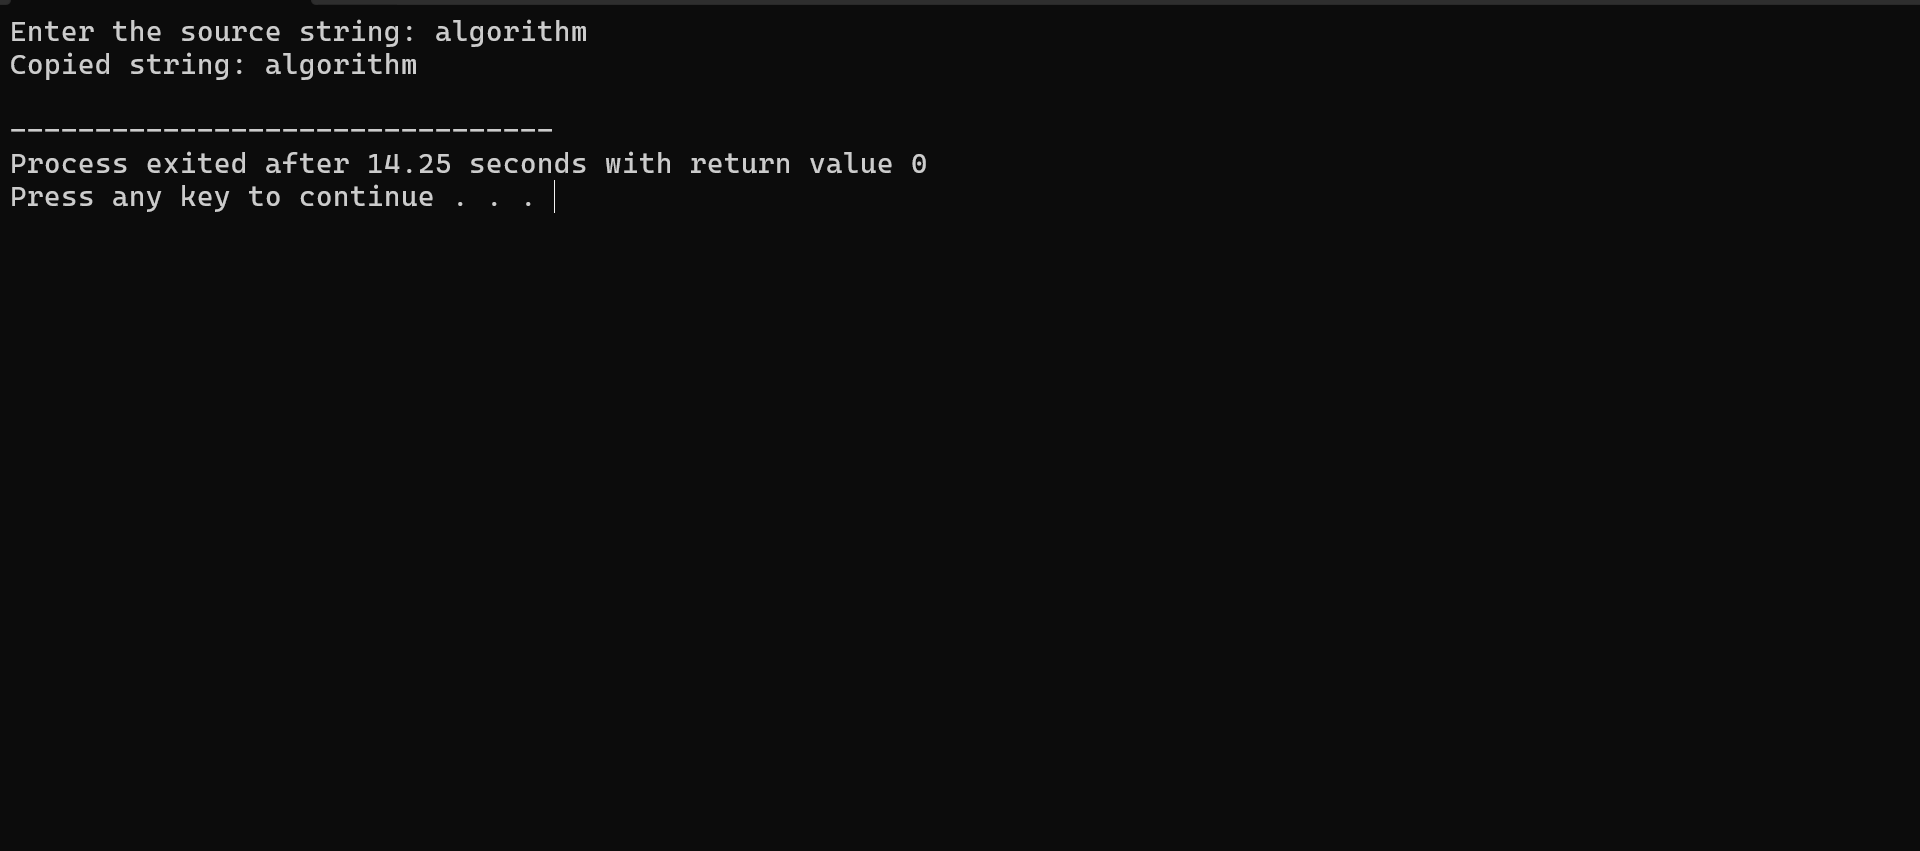 Enter the source string: algorithm
Copied string: algorithm
--------------------------------
Process exited after 14.25 seconds with return value 0
Press any key to continue . . .